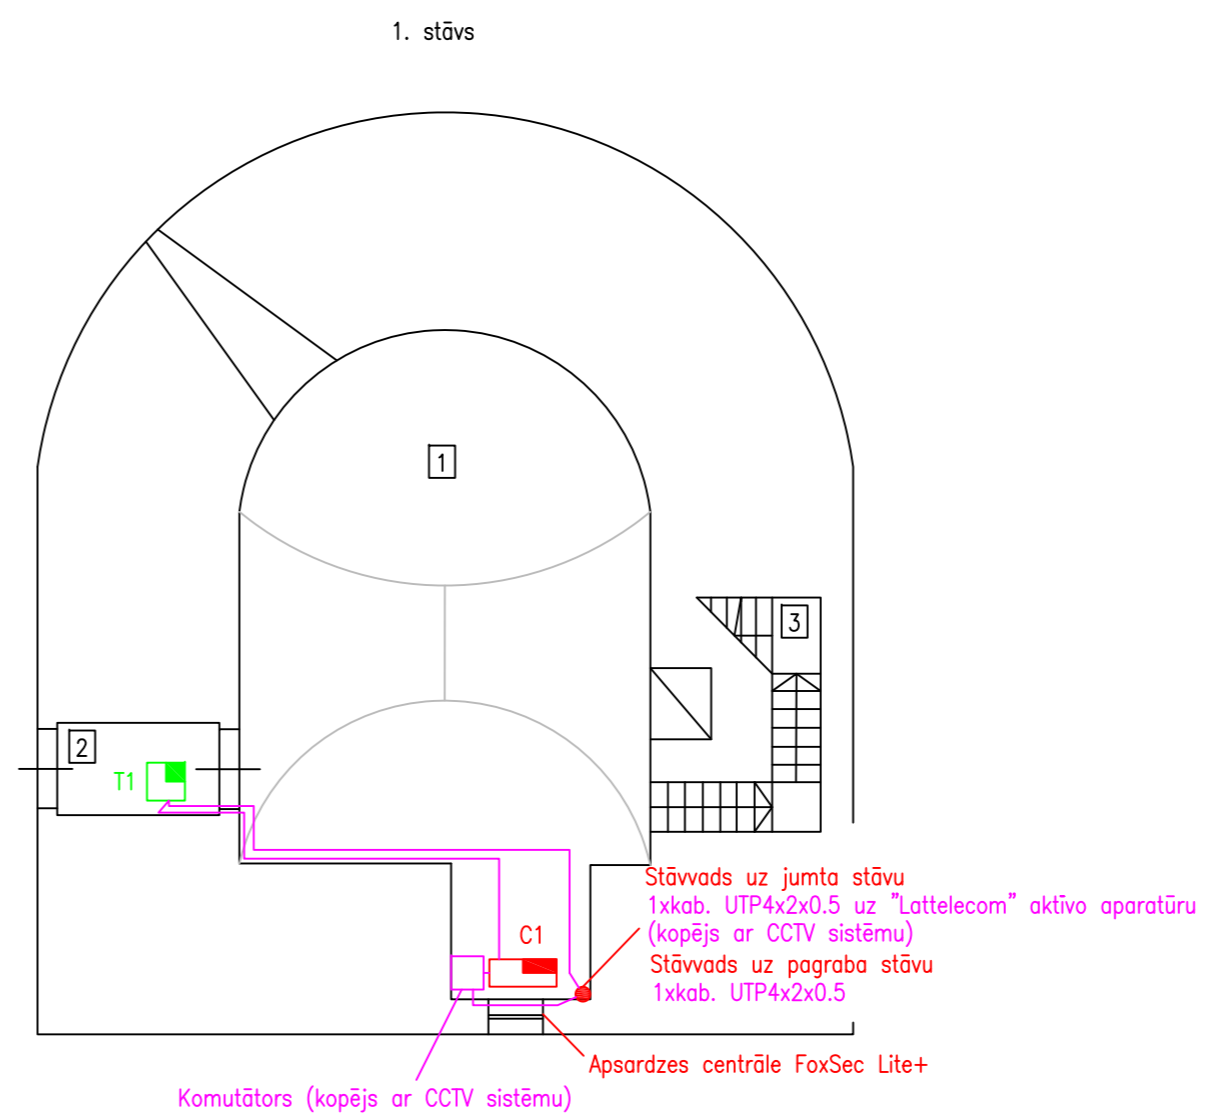 1. stāvs
1
3
2
T1
Stāvvads uz jumta stāvu
1xkab. UTP4x2x0.5 uz "Lattelecom" aktīvo aparatūru
(kopējs ar CCTV sistēmu)
C1
Stāvvads uz pagraba stāvu
1xkab. UTP4x2x0.5
Apsardzes centrāle FoxSec Lite+
Komutātors (kopējs ar CCTV sistēmu)